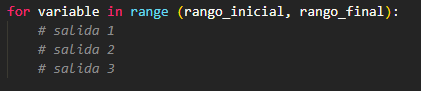 for variable in range (rango_inicial, rango_final):
    # salida 1
    # salida 2
    # salida 3